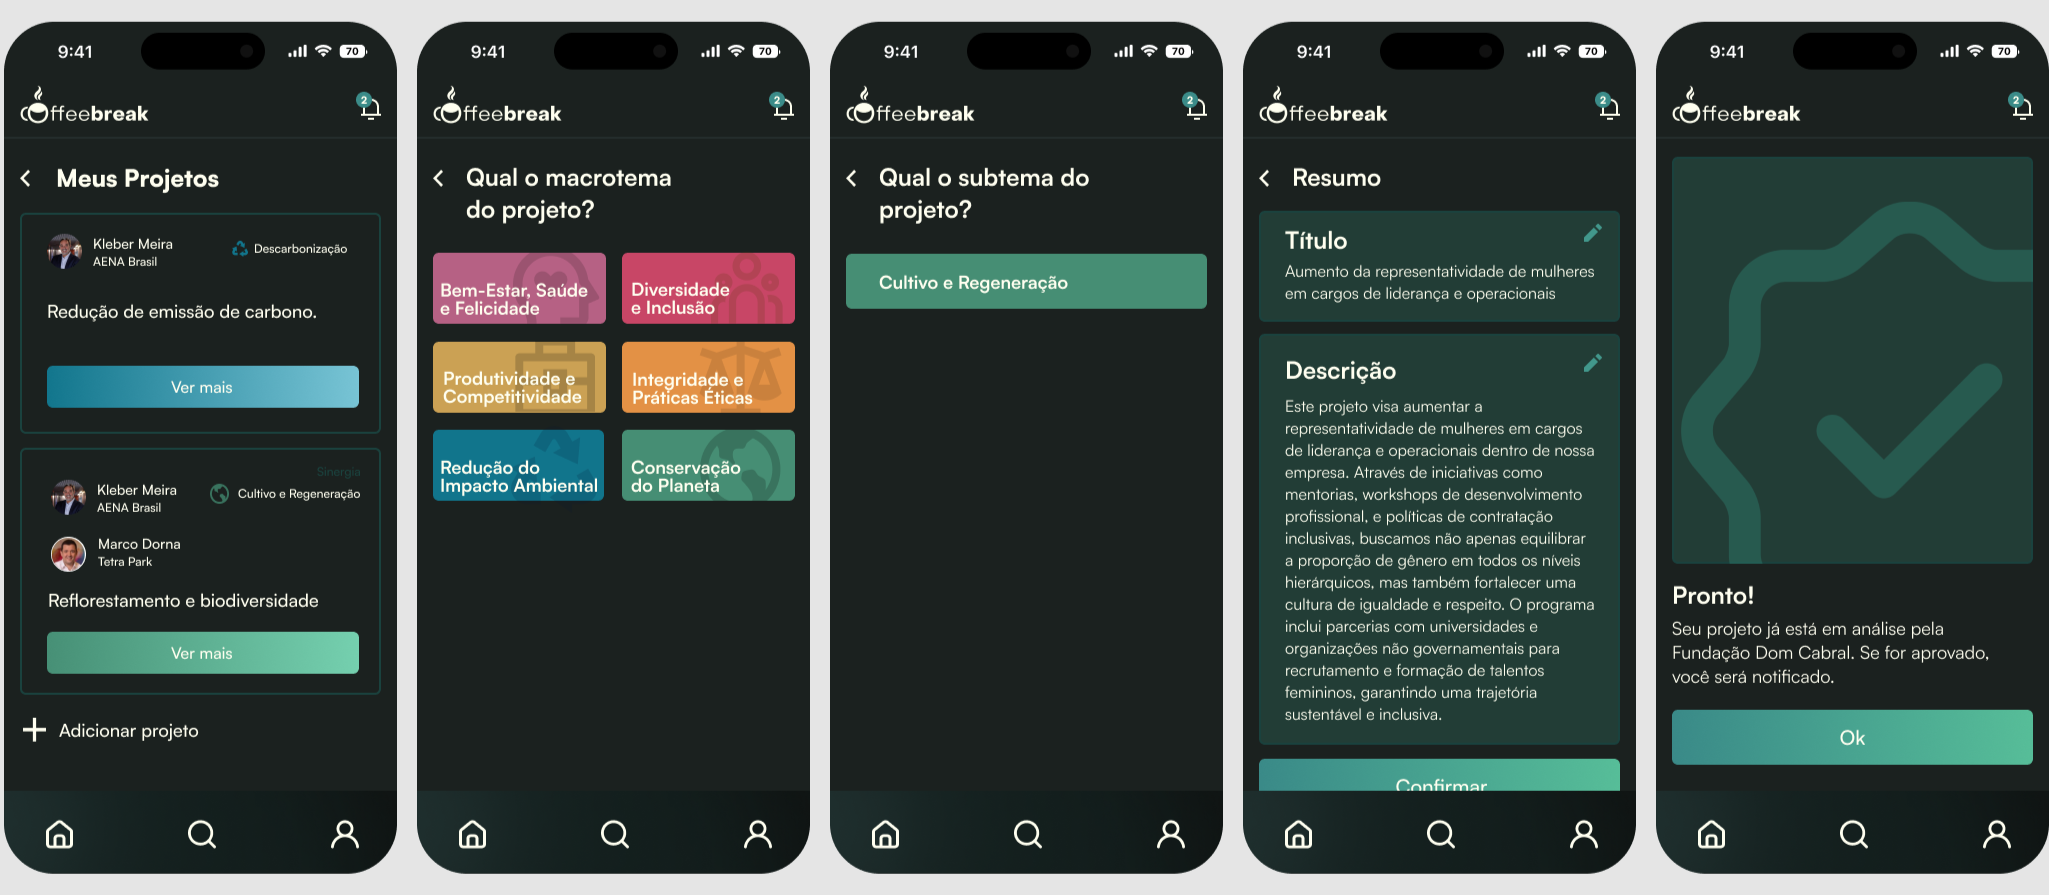 9:41
70
coffeebreak
2
Meus Projetos
Kleber Meira
AENA Brasil
Descarbonização
Redução de emissão de carbono.
Ver mais
Sinergia
Kleber Meira
AENA Brasil
Cultivo e Regeneração
Marco Dorna
Tetra Park
Reflorestamento e biodiversidade
Ver mais
Adicionar projeto
9:41
70
coffeebreak
2
Qual o macrotema
do projeto?
Bem-Estar, Saúde
e Felicidade
Diversidade
e Inclusão
Produtividade e
Competitividade
Integridade e
Práticas Éticas
Redução do
Impacto Ambiental
Conservação
do Planeta
9:41
70
coffeebreak
2
Qual o subtema do
projeto?
Cultivo e Regeneração
9:41
70
coffeebreak
2
Resumo
Título
Aumento da representatividade de mulheres
em cargos de liderança e operacionais
Descrição
Este projeto visa aumentar a
representatividade de mulheres em cargos
de liderança e operacionais dentro de nossa
empresa. Através de iniciativas como
mentorias, workshops de desenvolvimento
profissional, e políticas de contratação
inclusivas, buscamos não apenas equilibrar
a proporção de gênero em todos os níveis
hierárquicos, mas também fortalecer uma
cultura de igualdade e respeito. O programa
inclui parcerias com universidades e
organizações não governamentais para
recrutamento e formação de talentos
femininos, garantindo uma trajetória
sustentável e inclusiva.
Confirmar
9:41
70
coffeebreak
2
Pronto!
Seu projeto já está em análise pela
Fundação Dom Cabral. Se for aprovado,
você será notificado.
Ok